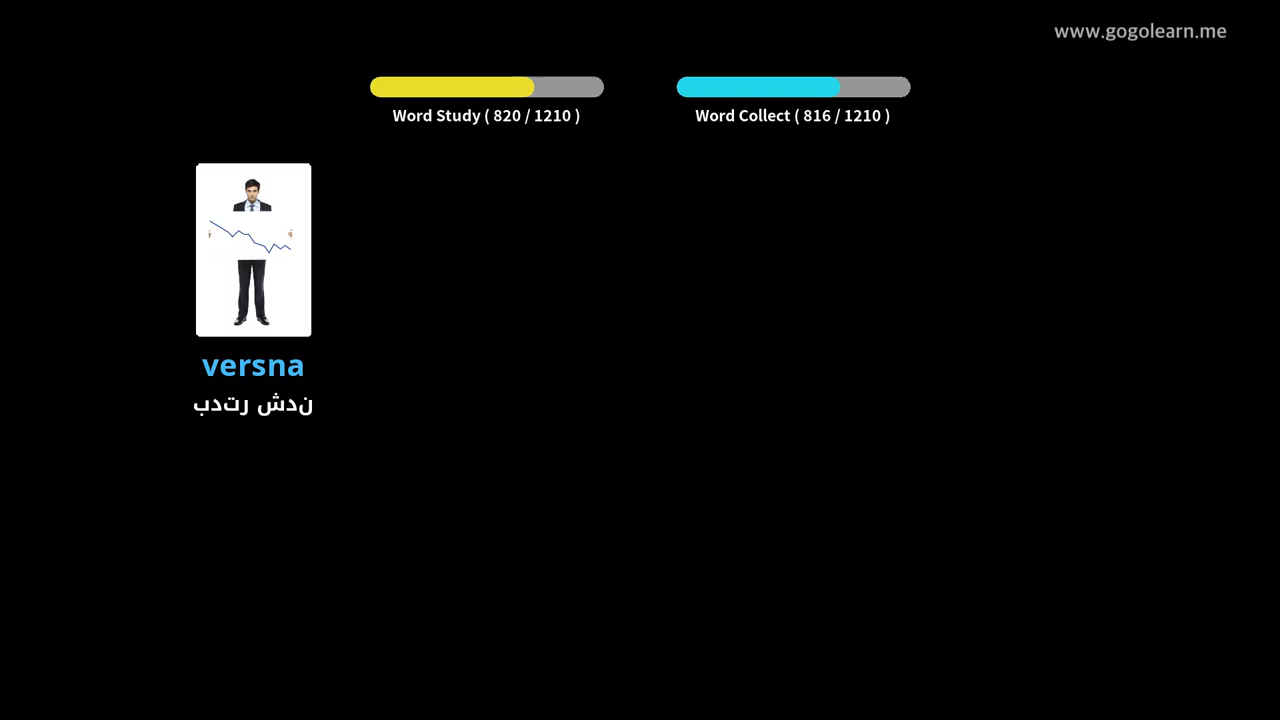 www.gogolearn.me
Word Study ( 820 / 1210 )
Word Collect ( 816 / 1210 )
versna
بدتر شدن